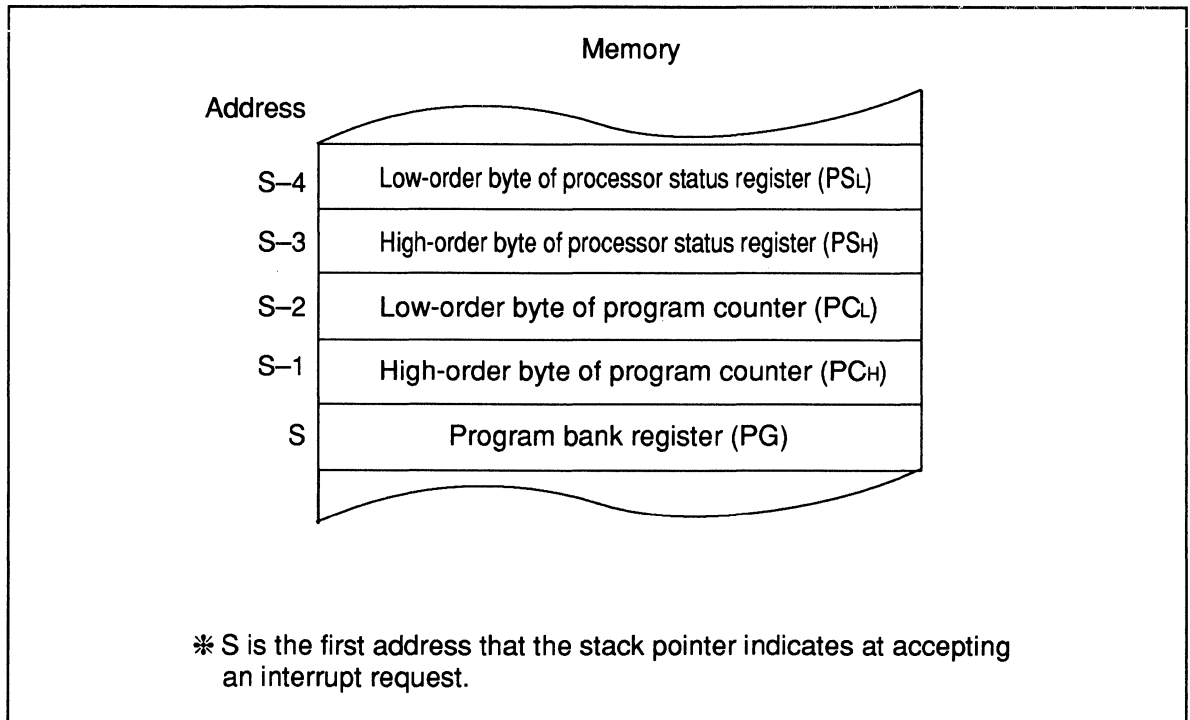 Memory
Address
S–4 Low-order byte of processor status register (PSL)
S–3 High-order byte of processor status register (PSH)
S–2 Low-order byte of program counter (PCL)
S–1 High-order byte of program counter (PCH)
S Program bank register (PG)
※ S is the first address that the stack pointer indicates at accepting
an interrupt request.